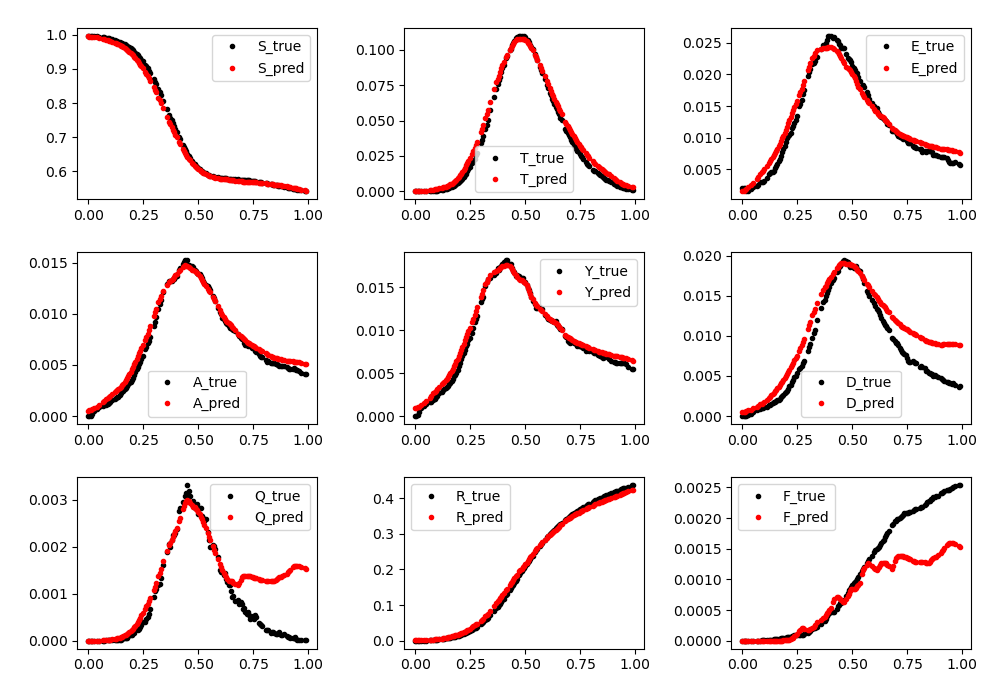 1.0
0.9
0.8
0.7
0.6
S_true
S_pred
0.00 0.25 0.50 0.75 1.00
0.100
0.075
0.050
0.025
0.000
T_true
T_pred
0.00 0.25 0.50 0.75 1.00
0.025
0.020
0.015
0.010
0.005
E_true
E_pred
0.00 0.25 0.50 0.75 1.00
0.015
0.010
0.005
0.000
A_true
A_pred
0.00 0.25 0.50 0.75 1.00
0.015
0.010
0.005
0.000
Y_true
Y_pred
0.00 0.25 0.50 0.75 1.00
0.020
0.015
0.010
0.005
0.000
D_true
D_pred
0.00 0.25 0.50 0.75 1.00
0.003
0.002
0.001
0.000
Q_true
Q_pred
0.00 0.25 0.50 0.75 1.00
0.4
0.3
0.2
0.1
0.0
R_true
R_pred
0.00 0.25 0.50 0.75 1.00
0.0025
0.0020
0.0015
0.0010
0.0005
0.0000
F_true
F_pred
0.00 0.25 0.50 0.75 1.00